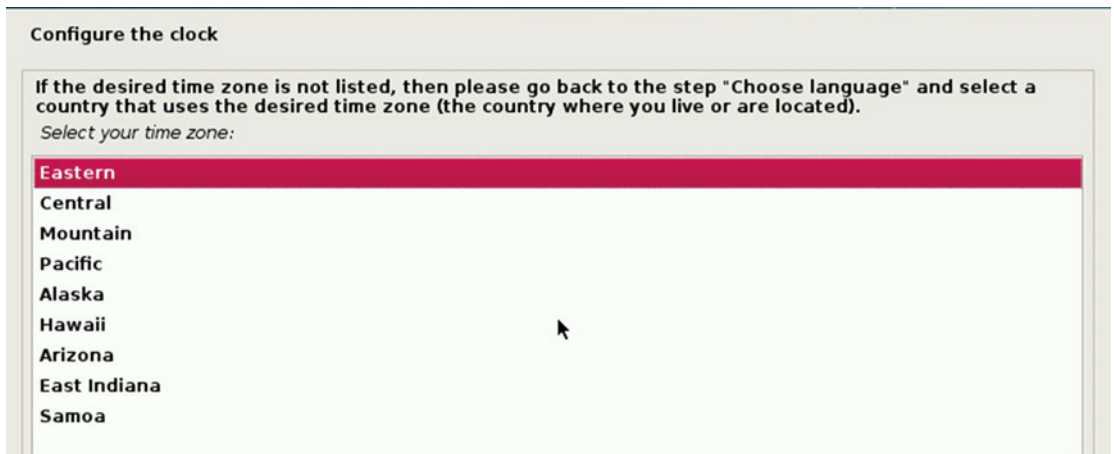 Configure the clock
If the desired time zone is not listed, then please go back to the step "Choose language" and select a
country that uses the desired time zone (the country where you live or are located).
Select your time zone:
Eastern
Central
Mountain
Pacific
Alaska
Hawaii
Arizona
East Indiana
Samoa